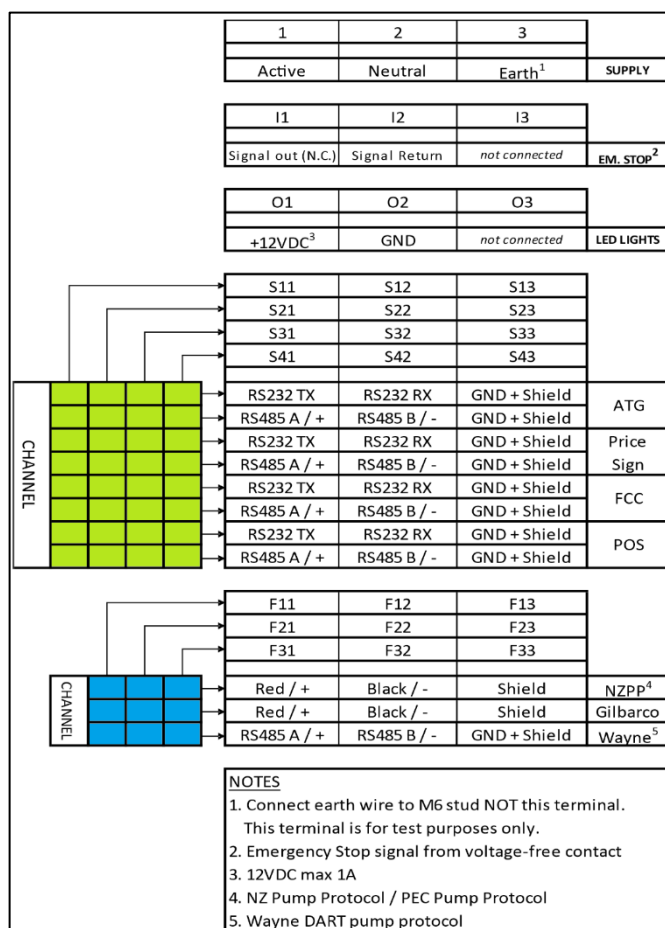 1 2 3
Active Neutral Earth¹ SUPPLY
I1 I2 I3
Signal out (N.C.) Signal Return not connected EM. STOP²
O1 O2 O3
+12VDC³ GND not connected LED LIGHTS
S11 S12 S13
S21 S22 S23
S31 S32 S33
S41 S42 S43
CHANNEL
RS232 TX RS232 RX GND + Shield ATG
RS485 A / + RS485 B / - GND + Shield
RS232 TX RS232 RX GND + Shield Price
RS485 A / + RS485 B / - GND + Shield Sign
RS232 TX RS232 RX GND + Shield FCC
RS485 A / + RS485 B / - GND + Shield
RS232 TX RS232 RX GND + Shield POS
RS485 A / + RS485 B / - GND + Shield
F11 F12 F13
F21 F22 F23
F31 F32 F33
CHANNEL
Red / + Black / - Shield NZPP⁴
Red / + Black / - Shield Gilbarco
RS485 A / + RS485 B / - GND + Shield Wayne⁵
NOTES
1. Connect earth wire to M6 stud NOT this terminal.
This terminal is for test purposes only.
2. Emergency Stop signal from voltage-free contact
3. 12VDC max 1A
4. NZ Pump Protocol / PEC Pump Protocol
5. Wayne DART pump protocol